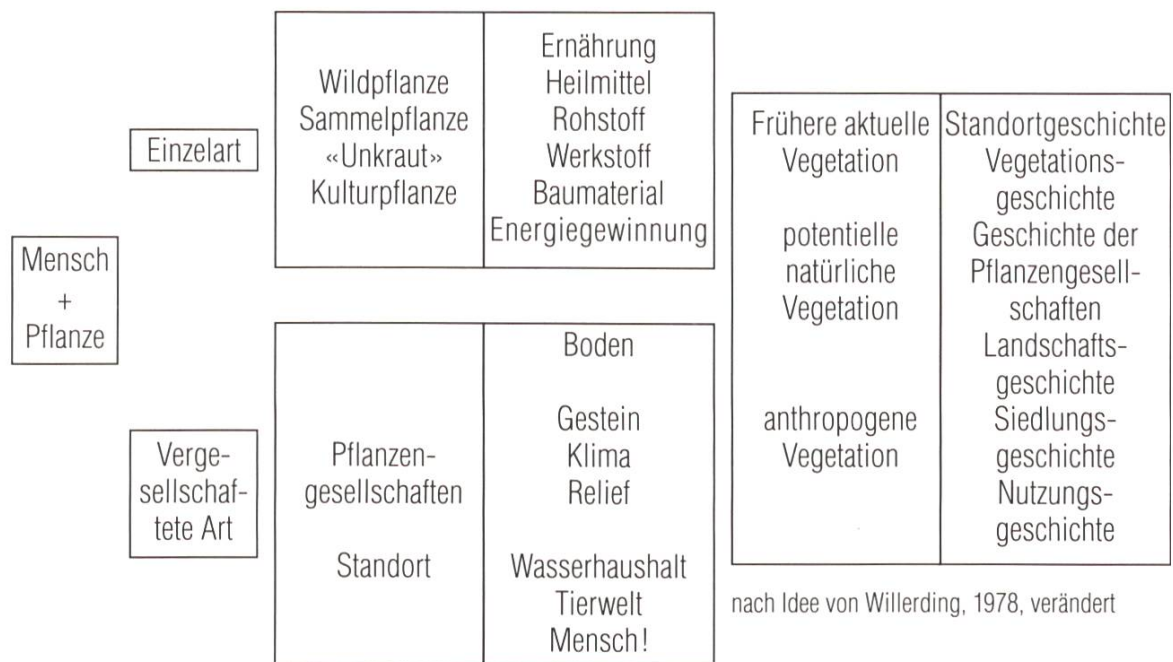 Mensch
+
Pflanze
Einzelart
Wildpflanze
Sammelpflanze
«Unkraut»
Kulturpflanze
Ernährung
Heilmittel
Rohstoff
Werkstoff
Baumaterial
Energiegewinnung
Verge-
sellschaf-
tete Art
Pflanzen-
gesellschaften
Standort
Boden
Gestein
Klima
Relief
Wasserhaushalt
Tierwelt
Mensch!
Frühere aktuelle
Vegetation
potentielle
natürliche
Vegetation
anthropogene
Vegetation
Standortgeschichte
Vegetations-
geschichte
Geschichte der
Pflanzengesell-
schaften
Landschafts-
geschichte
Siedlungs-
geschichte
Nutzungs-
geschichte
nach Idee von Willerding, 1978, verändert